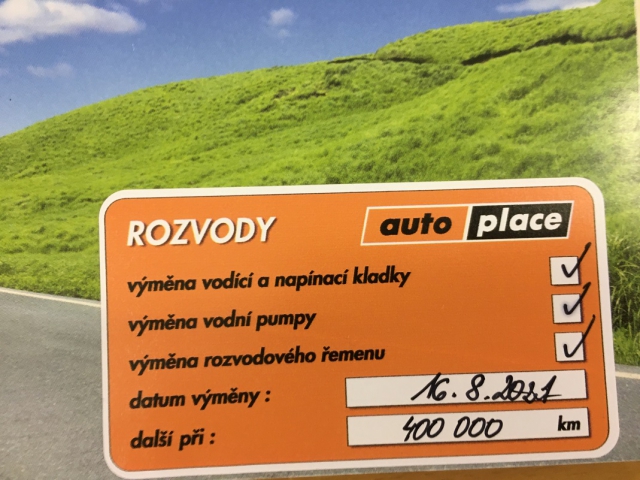 ROZVODY auto place
výměna vodící a napínací kladky
výměna vodní pumpy
výměna rozvodového řemenu
datum výměny : 16.8.2021
další při : 400 000 km